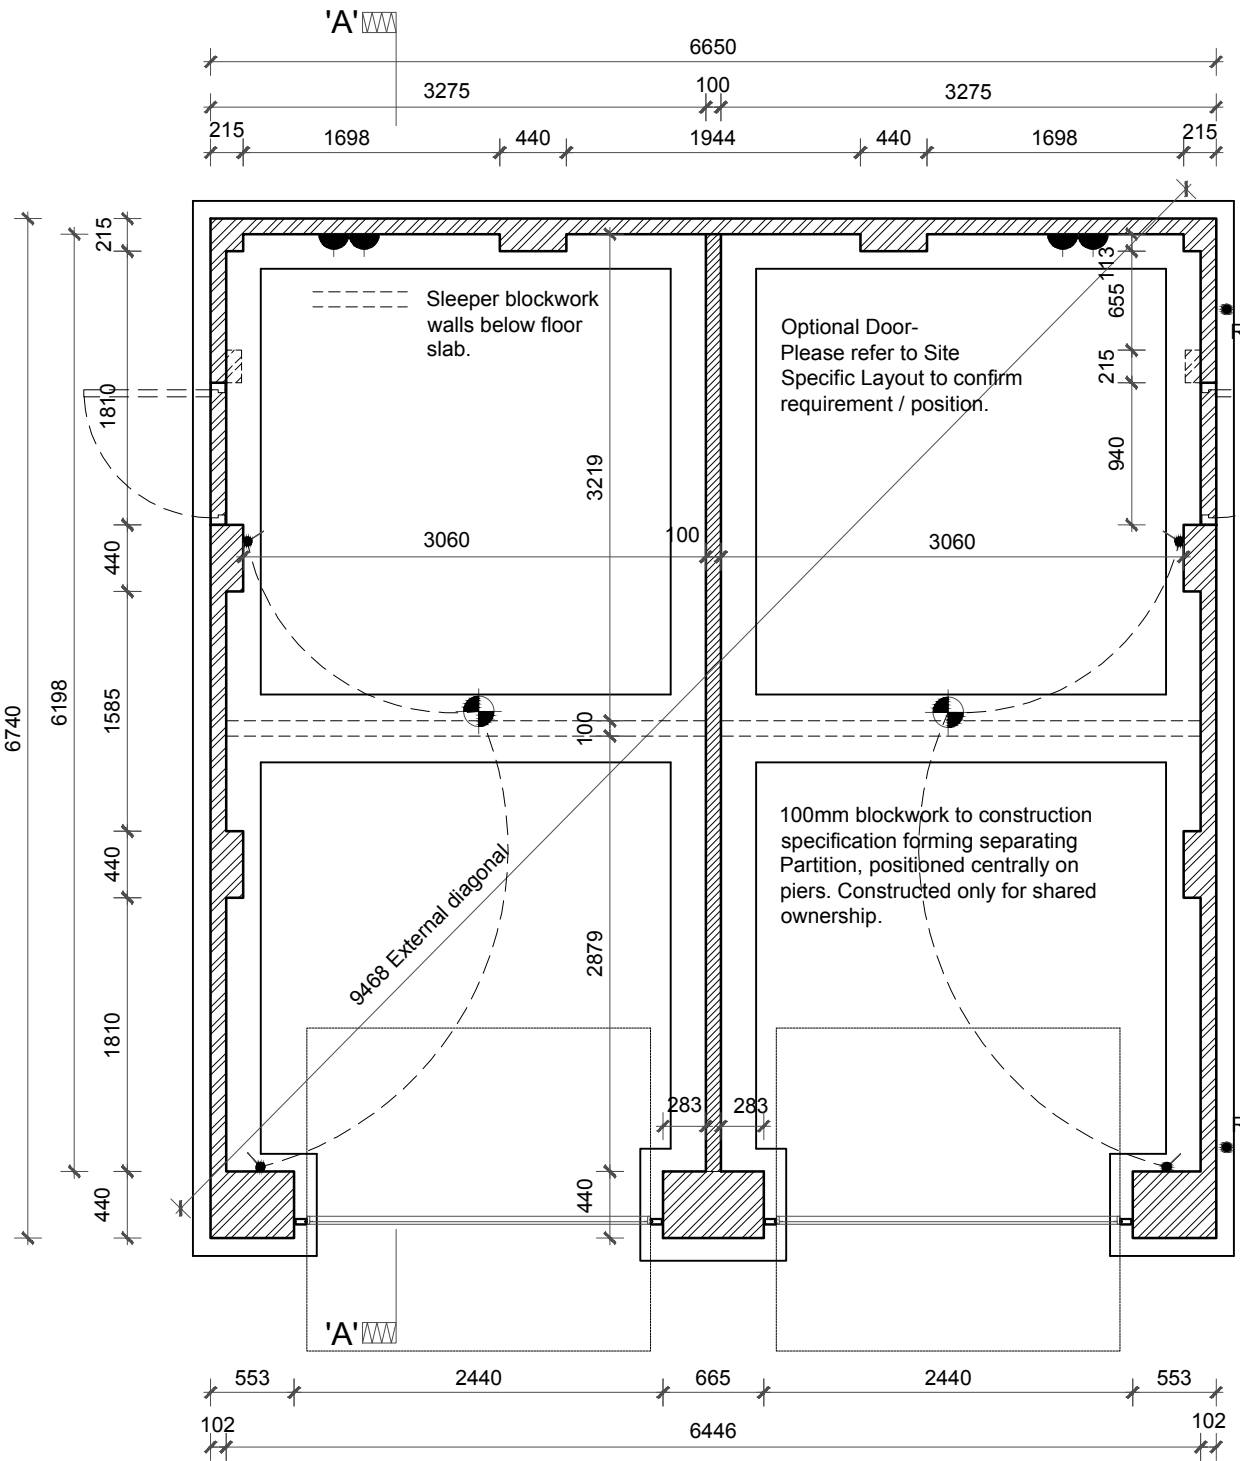 'A'
6650
3275 100 3275
215 1698 440 1944 440 1698 215
215
113
655
Sleeper blockwork
walls below floor
slab.
Optional Door-
Please refer to Site
Specific Layout to confirm
requirement / position.
215
1810
940
3219
3060 100 3060
440
6740
6198
1585
100
100mm blockwork to construction
specification forming separating
Partition, positioned centrally on
piers. Constructed only for shared
ownership.
440
9468 External diagonal
2879
1810
283 283
440
440
'A'
553 2440 665 2440 553
102 6446 102